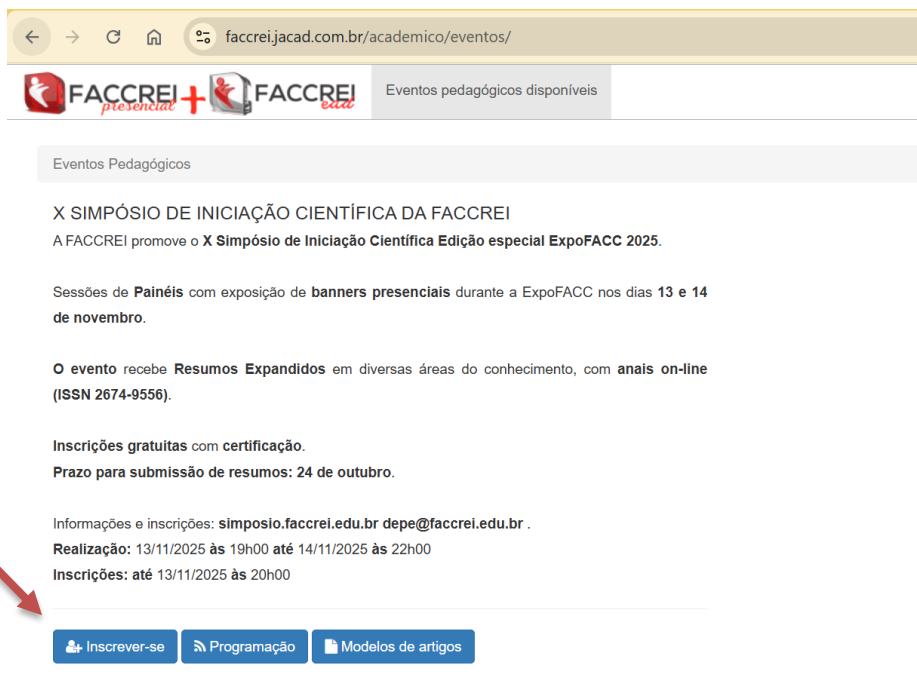 faccrei.jacad.com.br/academico/eventos/
FACCREI presencial + FACCREI ead
Eventos pedagógicos disponíveis
Eventos Pedagógicos
X SIMPÓSIO DE INICIAÇÃO CIENTÍFICA DA FACCREI
A FACCREI promove o X Simpósio de Iniciação Científica Edição especial ExpoFACC 2025.
Sessões de Painéis com exposição de banners presenciais durante a ExpoFACC nos dias 13 e 14
de novembro.
O evento recebe Resumos Expandidos em diversas áreas do conhecimento, com anais on-line
(ISSN 2674-9556).
Inscrições gratuitas com certificação.
Prazo para submissão de resumos: 24 de outubro.
Informações e inscrições: simposio.faccrei.edu.br depe@faccrei.edu.br .
Realização: 13/11/2025 às 19h00 até 14/11/2025 às 22h00
Inscrições: até 13/11/2025 às 20h00
Inscrever-se
Programação
Modelos de artigos